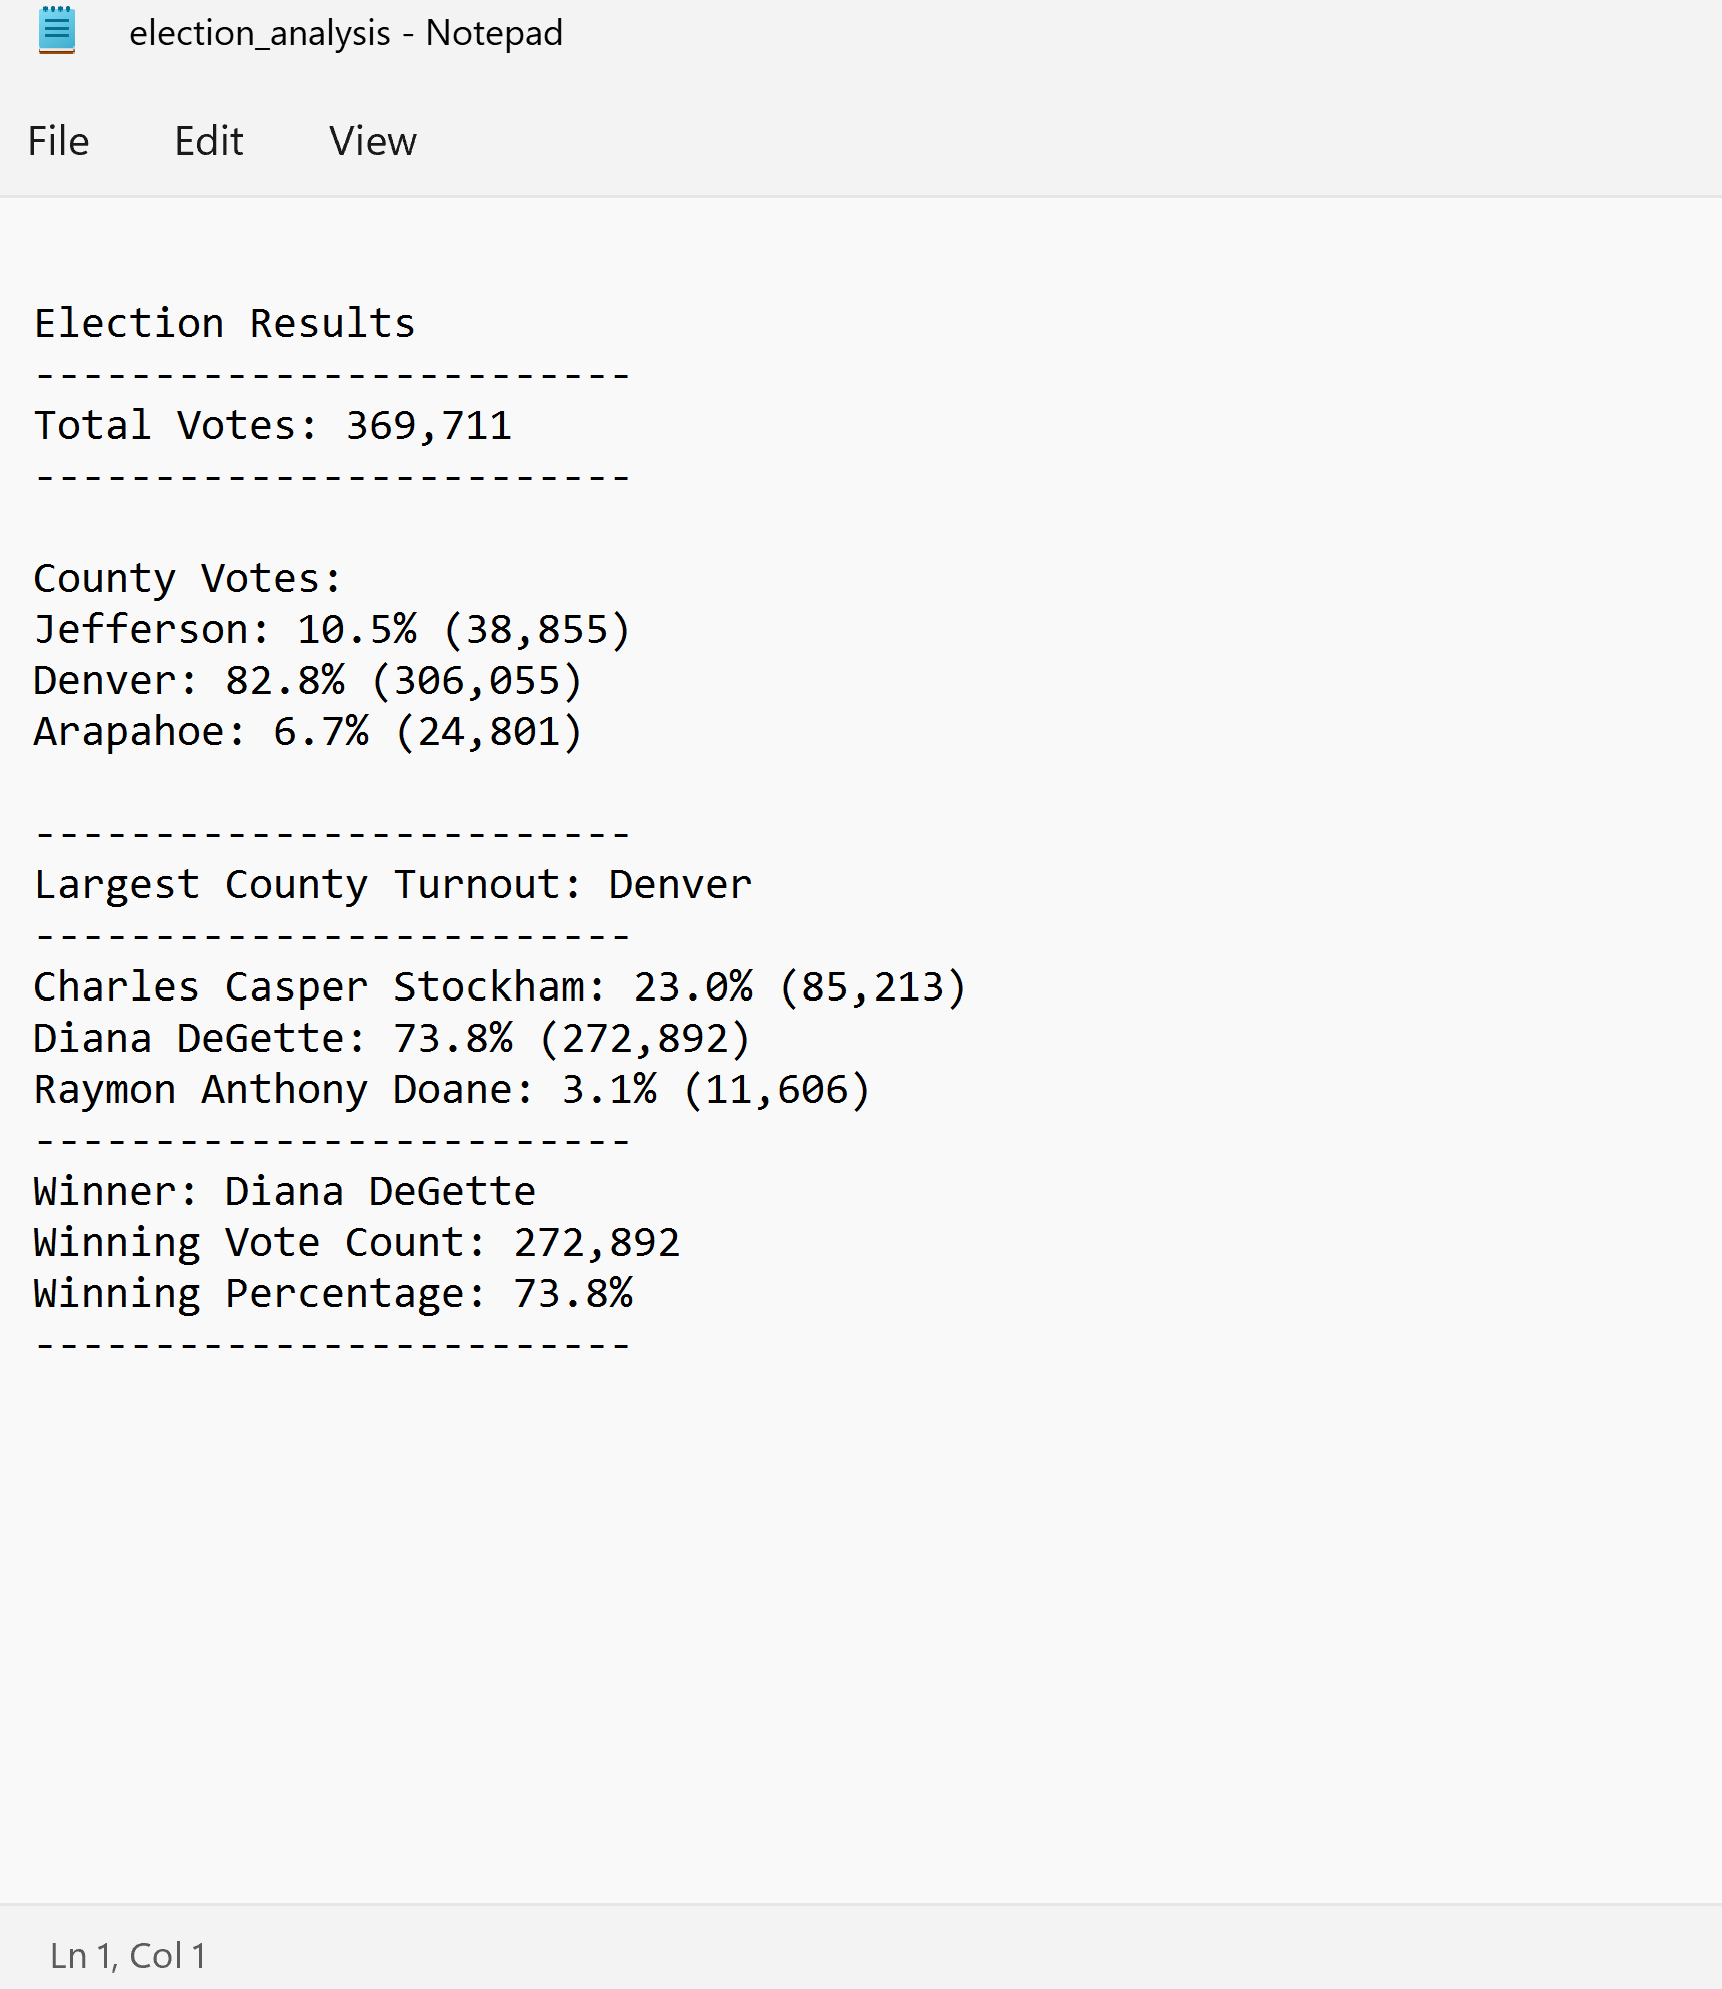 election_analysis - Notepad
File Edit View
Election Results
-------------------------
Total Votes: 369,711
-------------------------
County Votes:
Jefferson: 10.5% (38,855)
Denver: 82.8% (306,055)
Arapahoe: 6.7% (24,801)
-------------------------
Largest County Turnout: Denver
-------------------------
Charles Casper Stockham: 23.0% (85,213)
Diana DeGette: 73.8% (272,892)
Raymon Anthony Doane: 3.1% (11,606)
-------------------------
Winner: Diana DeGette
Winning Vote Count: 272,892
Winning Percentage: 73.8%
-------------------------
Ln 1, Col 1